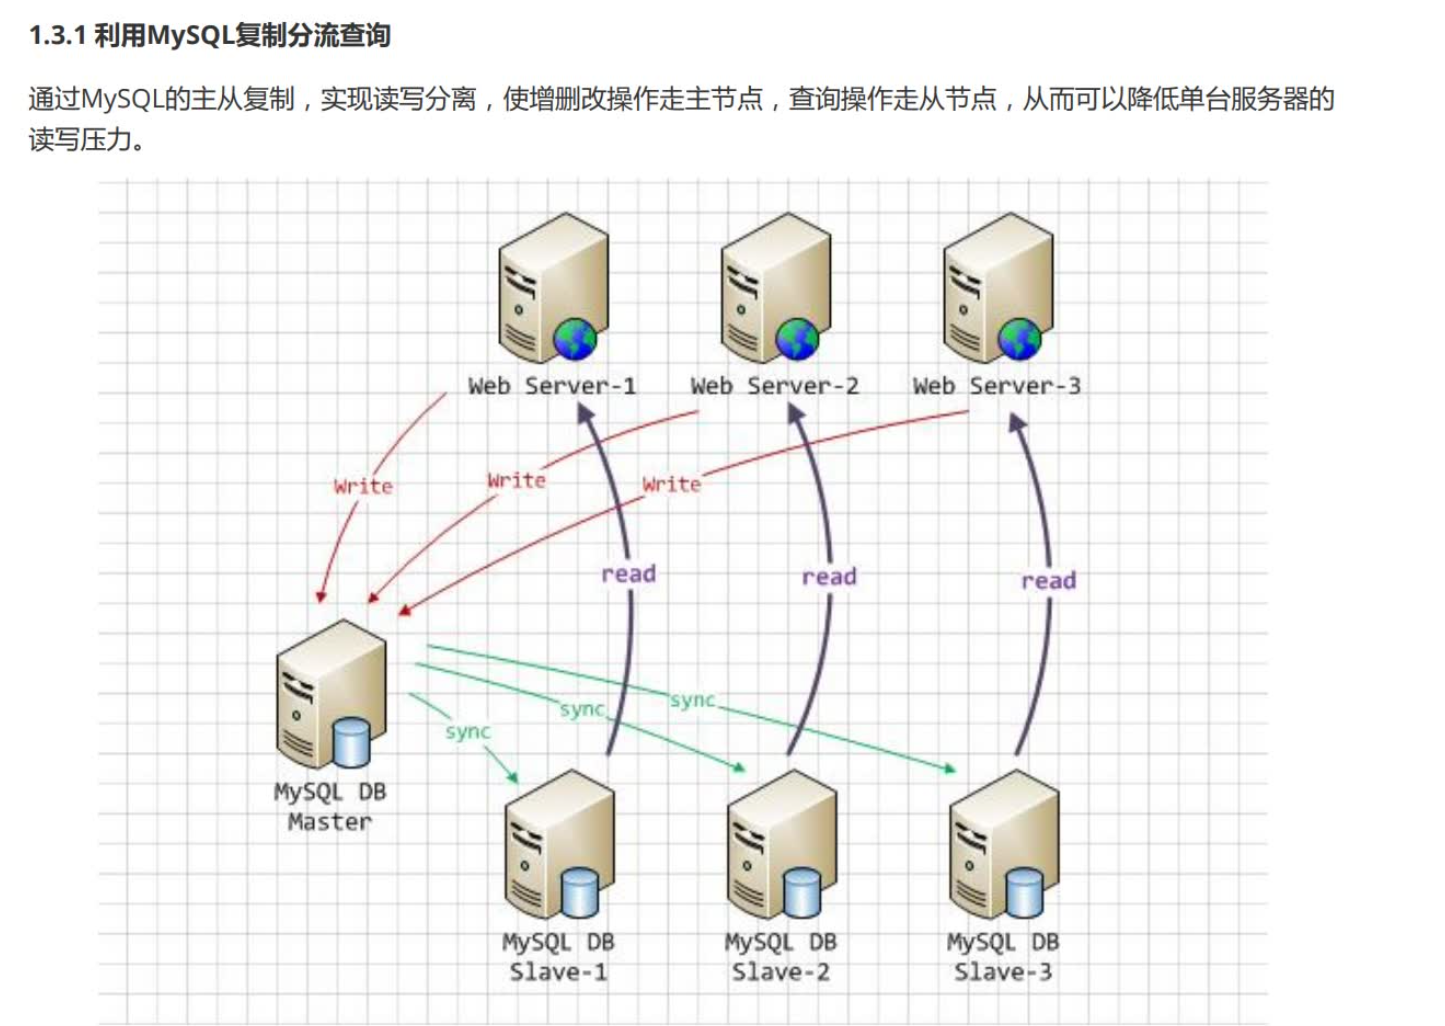 1.3.1 利用MySQL复制分流查询
通过MySQL的主从复制，实现读写分离，使增删改操作走主节点，查询操作走从节点，从而可以降低单台服务器的
读写压力。
Web Server-1
Web Server-2
Web Server-3
Write
Write
Write
read
read
read
sync
sync
sync
MySQL DB
Master
MySQL DB
Slave-1
MySQL DB
Slave-2
MySQL DB
Slave-3